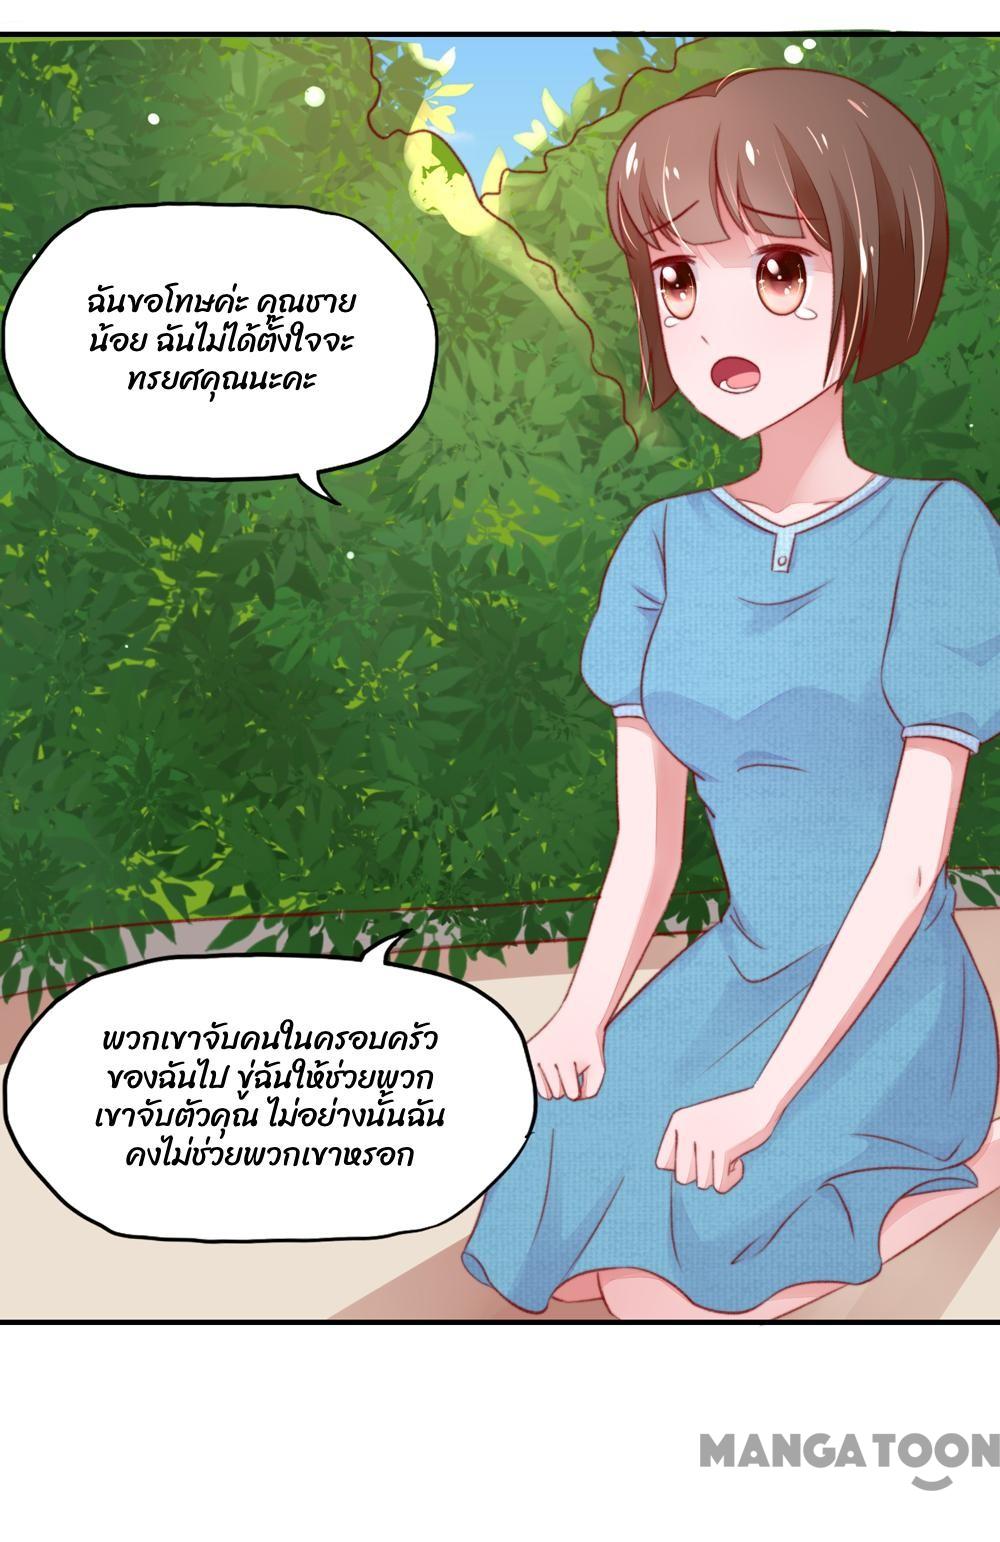 ฉันขอโทษค่ะ คุณชาย
น้อย ฉันไม่ได้ตั้งใจจะ
ทรยศคุณนะคะ
พวกเขาจับคนในครอบครัว
ของฉันไป ขู่ฉันให้ช่วยพวก
เขาจับตัวคุณ ไม่อย่างนั้นฉัน
คงไม่ช่วยพวกเขาหรอก
MANGATOON